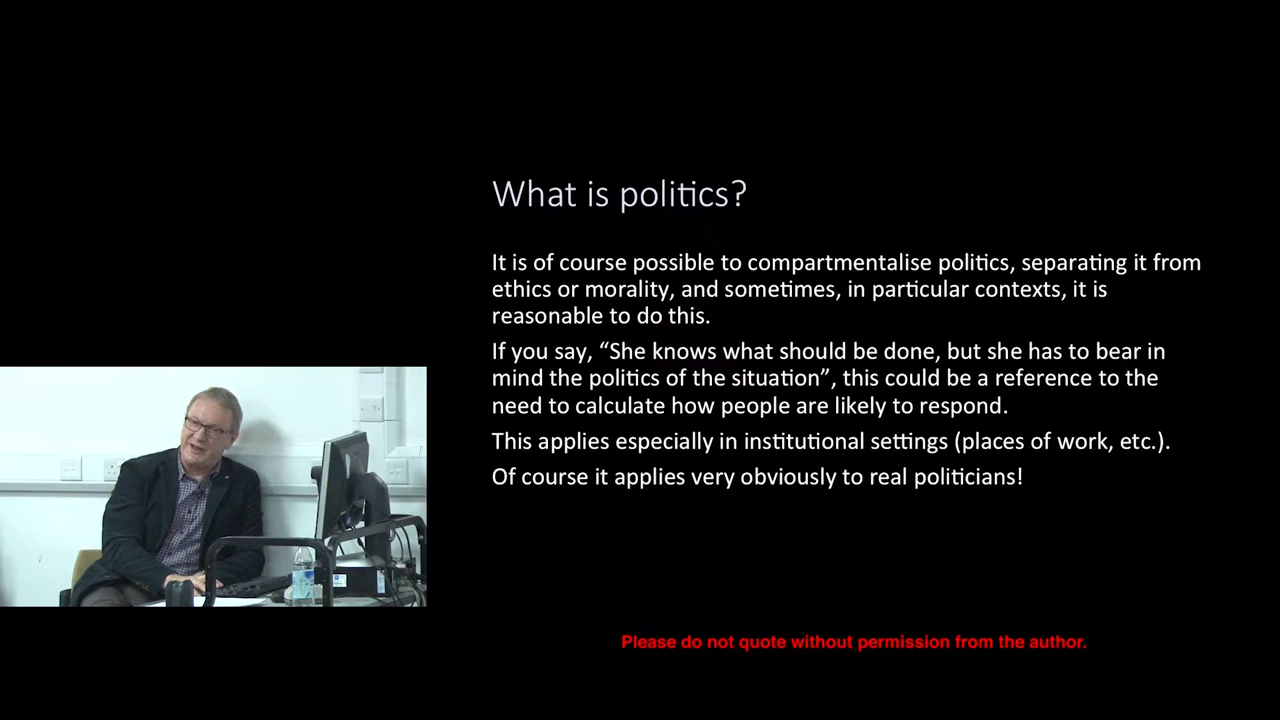 What is politics?
It is of course possible to compartmentalise politics, separating it from
ethics or morality, and sometimes, in particular contexts, it is
reasonable to do this.
If you say, “She knows what should be done, but she has to bear in
mind the politics of the situation”, this could be a reference to the
need to calculate how people are likely to respond.
This applies especially in institutional settings (places of work, etc.).
Of course it applies very obviously to real politicians!
Please do not quote without permission from the author.